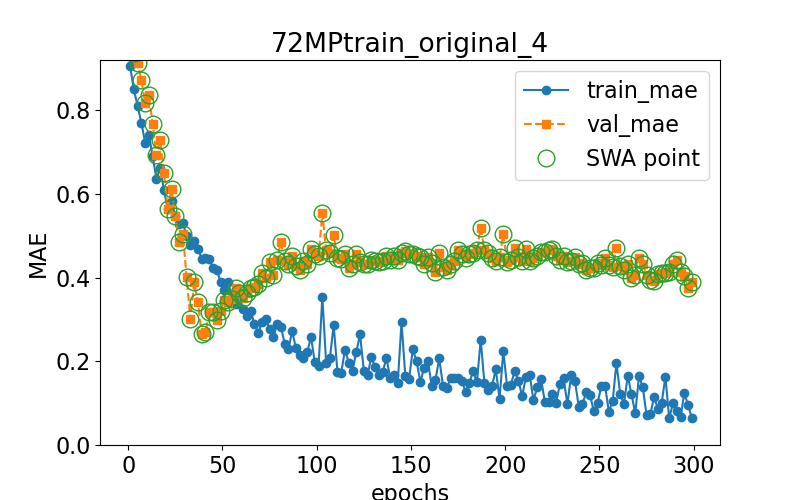 72MPtrain_original_4
train_mae
val_mae
SWA point
MAE
0.8
0.6
0.4
0.2
0.0
0 50 100 150 200 250 300
epochs